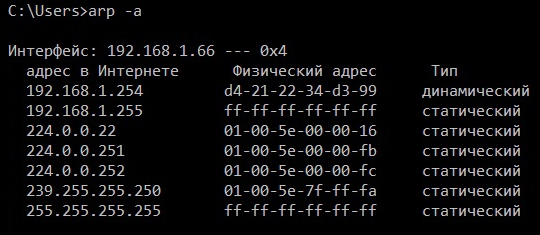 C:\Users>arp -a
Интерфейс: 192.168.1.66 --- 0x4
адрес в Интернете Физический адрес Тип
192.168.1.254 d4-21-22-34-d3-99 динамический
192.168.1.255 ff-ff-ff-ff-ff-ff статический
224.0.0.22 01-00-5e-00-00-16 статический
224.0.0.251 01-00-5e-00-00-fb статический
224.0.0.252 01-00-5e-00-00-fc статический
239.255.255.250 01-00-5e-7f-ff-fa статический
255.255.255.255 ff-ff-ff-ff-ff-ff статический